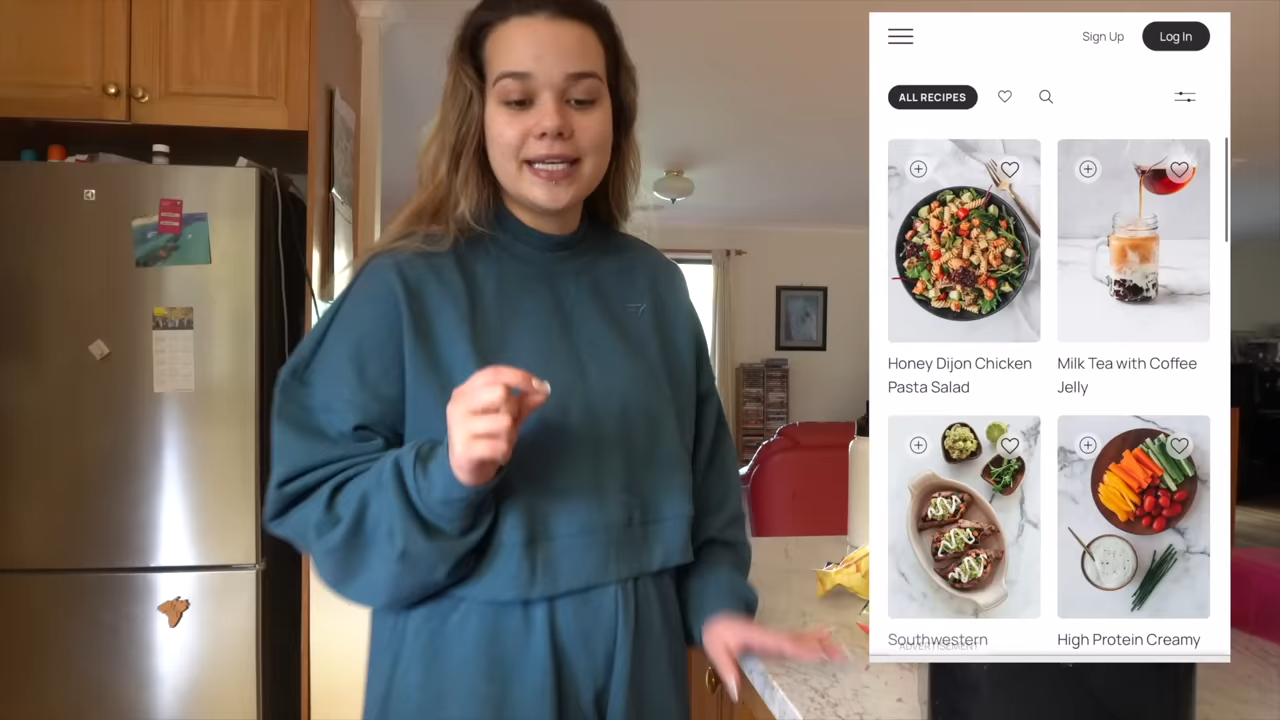 Sign Up
Log In
ALL RECIPES
Honey Dijon Chicken
Pasta Salad
Milk Tea with Coffee
Jelly
Southwestern
ADVERTISEMENT
High Protein Creamy